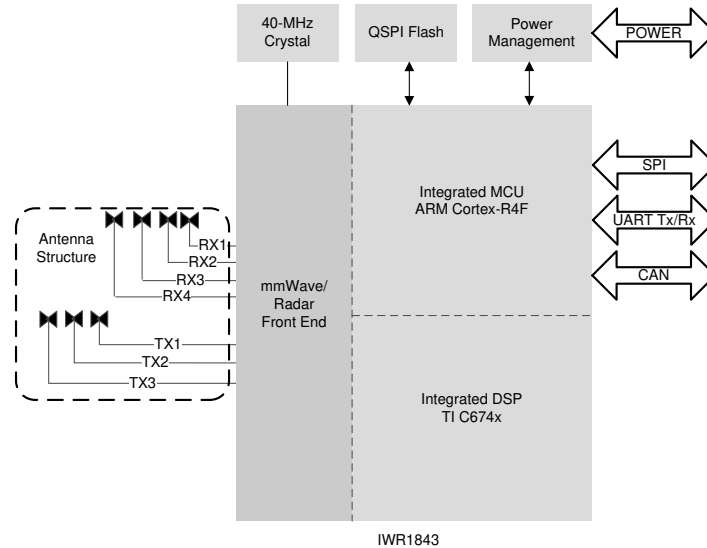 40-MHz
Crystal
QSPI Flash
Power
Management
POWER
SPI
Integrated MCU
ARM Cortex-R4F
UART Tx/Rx
CAN
Antenna
Structure
RX1
RX2
RX3
RX4
mmWave/
Radar
Front End
TX1
TX2
TX3
Integrated DSP
TI C674x
IWR1843